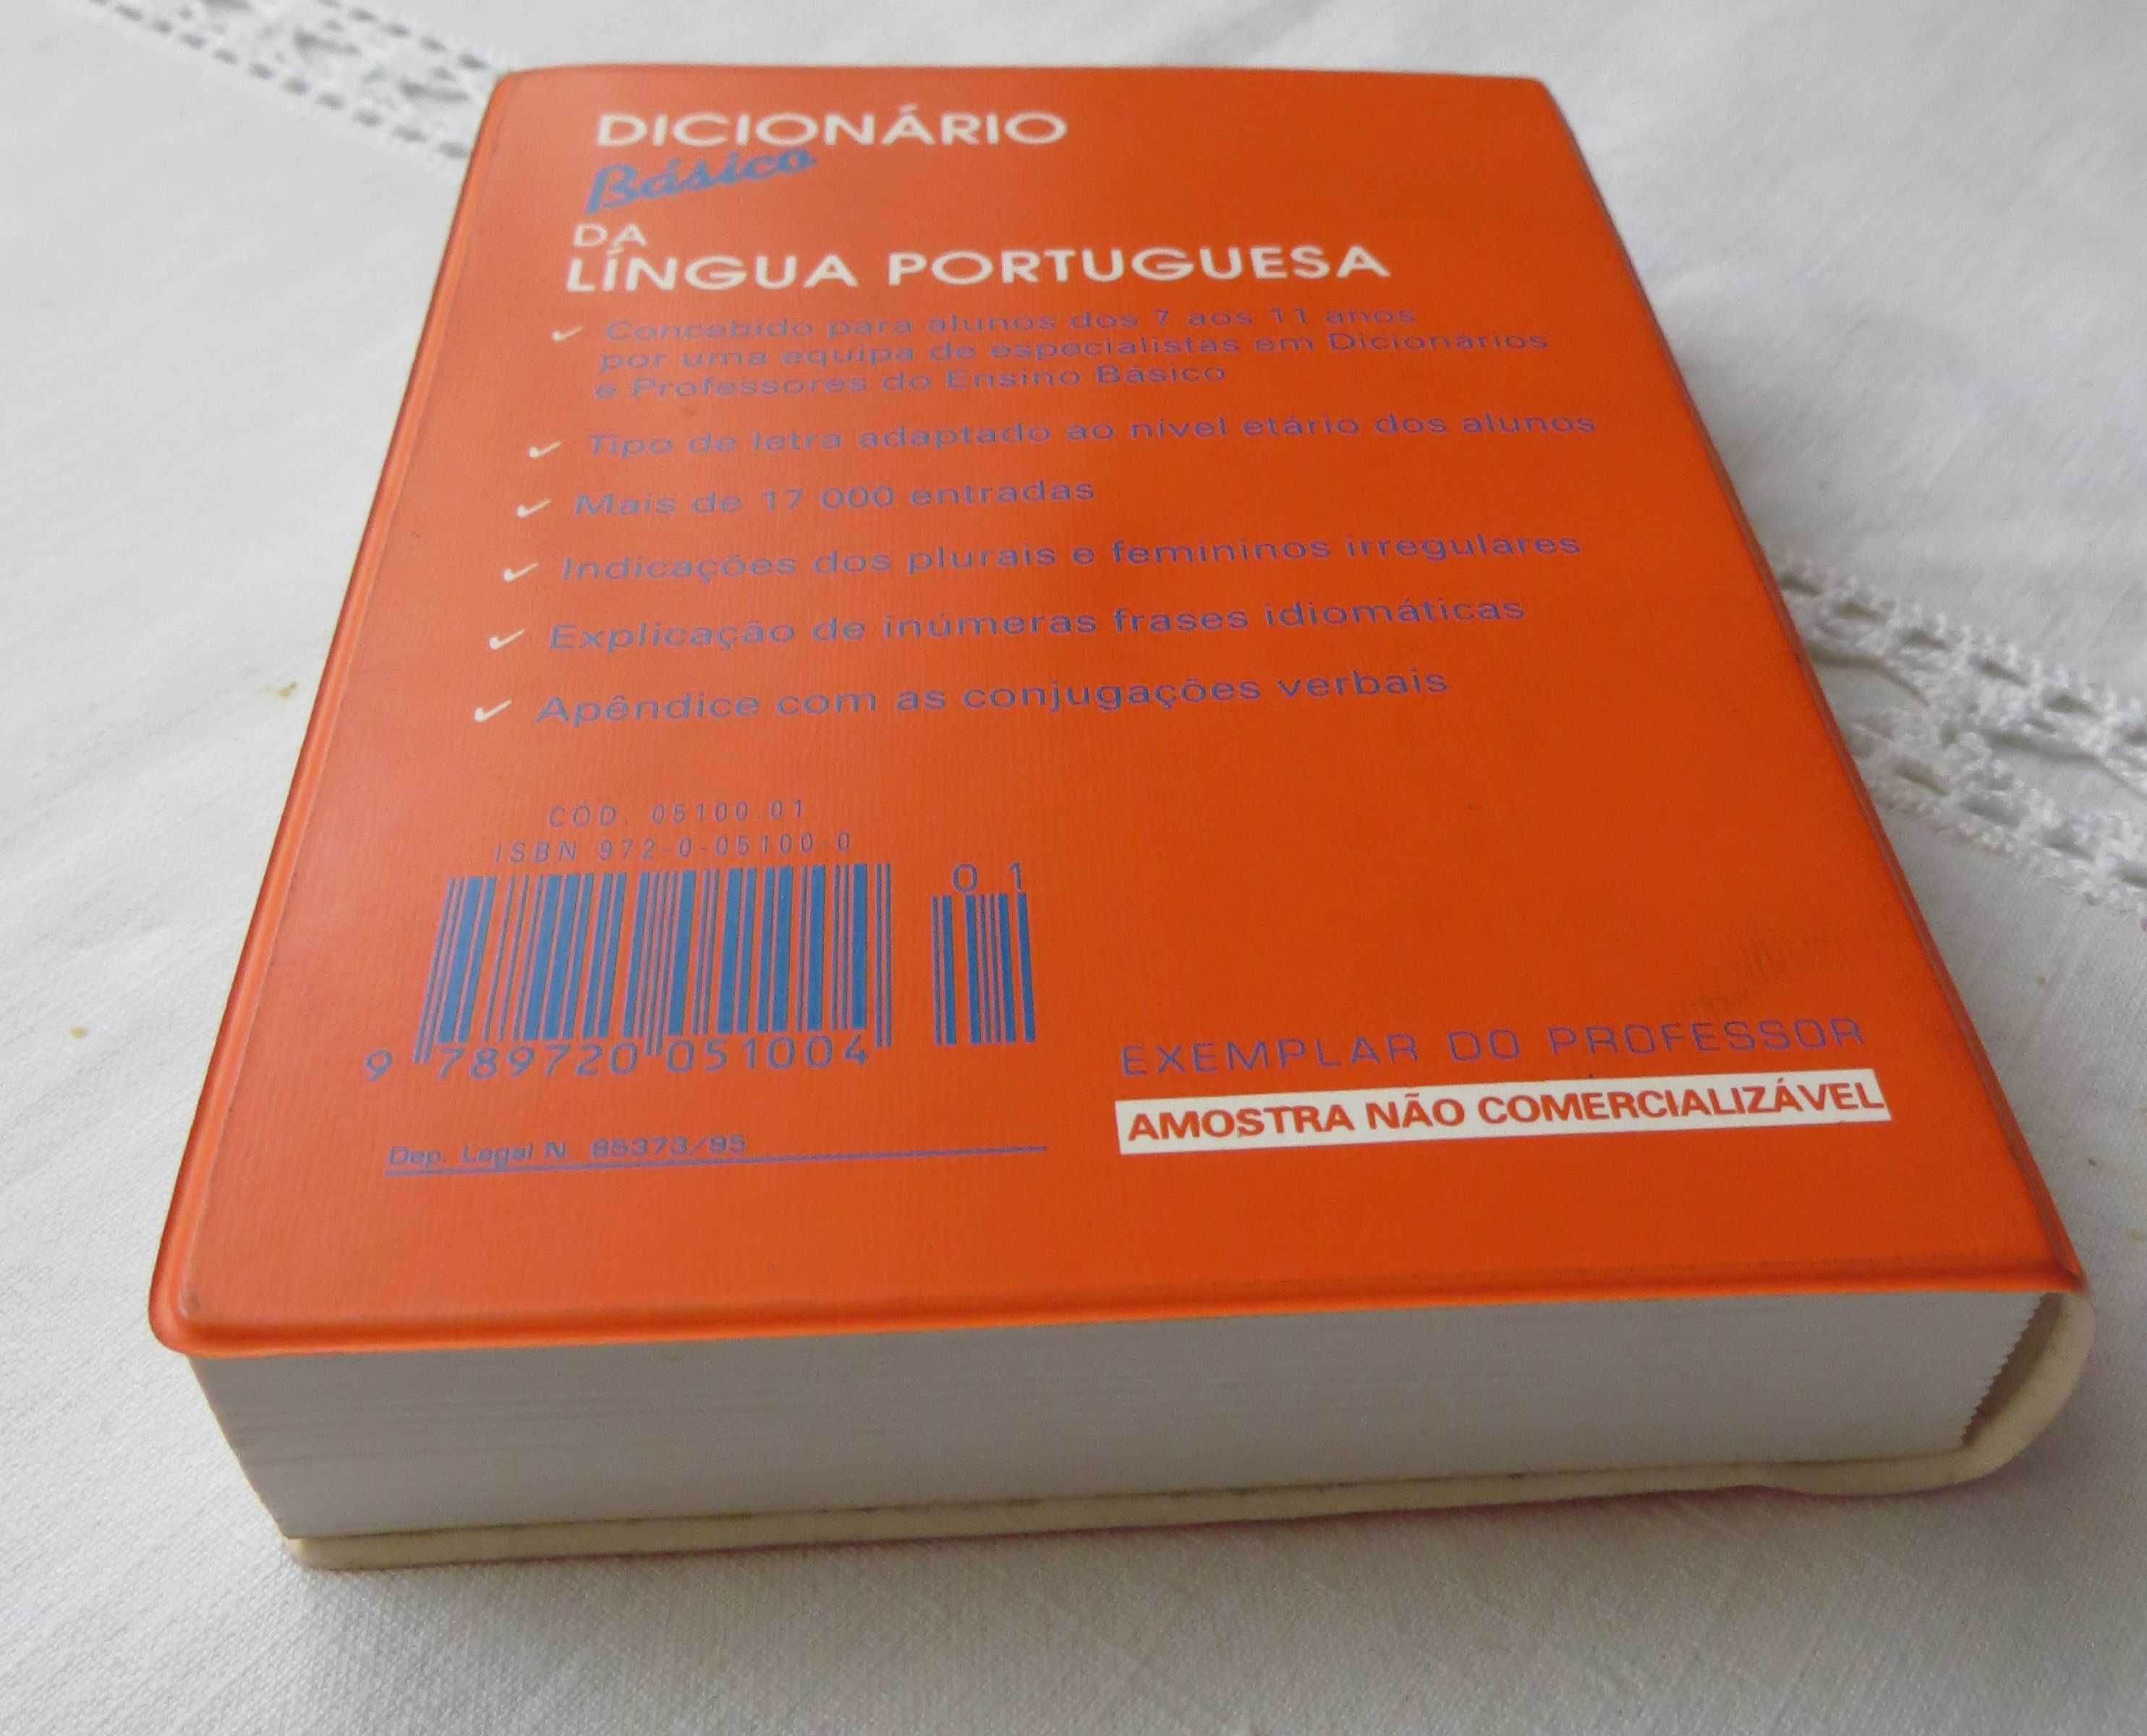 DICIONÁRIO
Básico
DA
LÍNGUA PORTUGUESA
✓ Concebido para alunos dos 7 aos 11 anos
por uma equipa de especialistas em Dicionários
e Professores do Ensino Básico
✓ Tipo de letra adaptado ao nível etário dos alunos
✓ Mais de 17 000 entradas
✓ Indicações dos plurais e femininos irregulares
✓ Explicação de inúmeras frases idiomáticas
✓ Apêndice com as conjugações verbais
CÓD. 05100.01
ISBN 972-0-05100-0
01
9 789720 051004
EXEMPLAR DO PROFESSOR
AMOSTRA NÃO COMERCIALIZÁVEL
Dep. Legal N. 85373/95